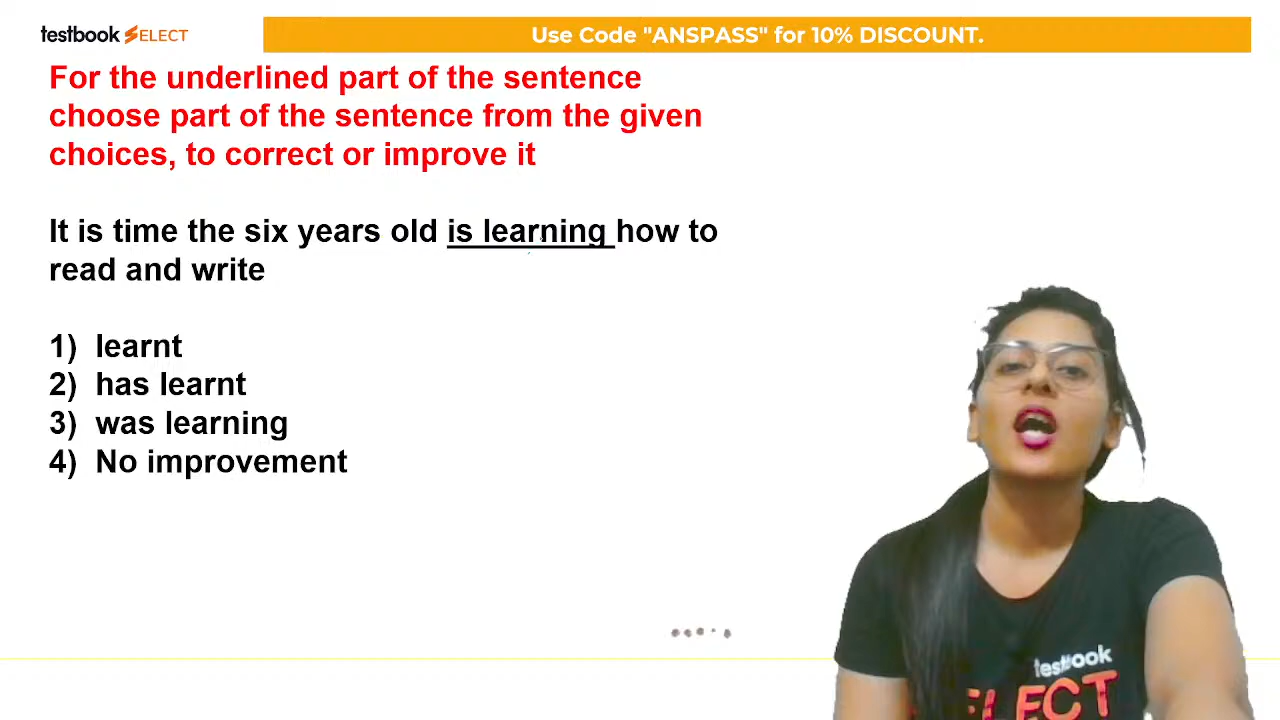 testbook SELECT
Use Code "ANSPASS" for 10% DISCOUNT.
For the underlined part of the sentence
choose part of the sentence from the given
choices, to correct or improve it
It is time the six years old is learning how to
read and write
1) learnt
2) has learnt
3) was learning
4) No improvement
testbook
SELECT